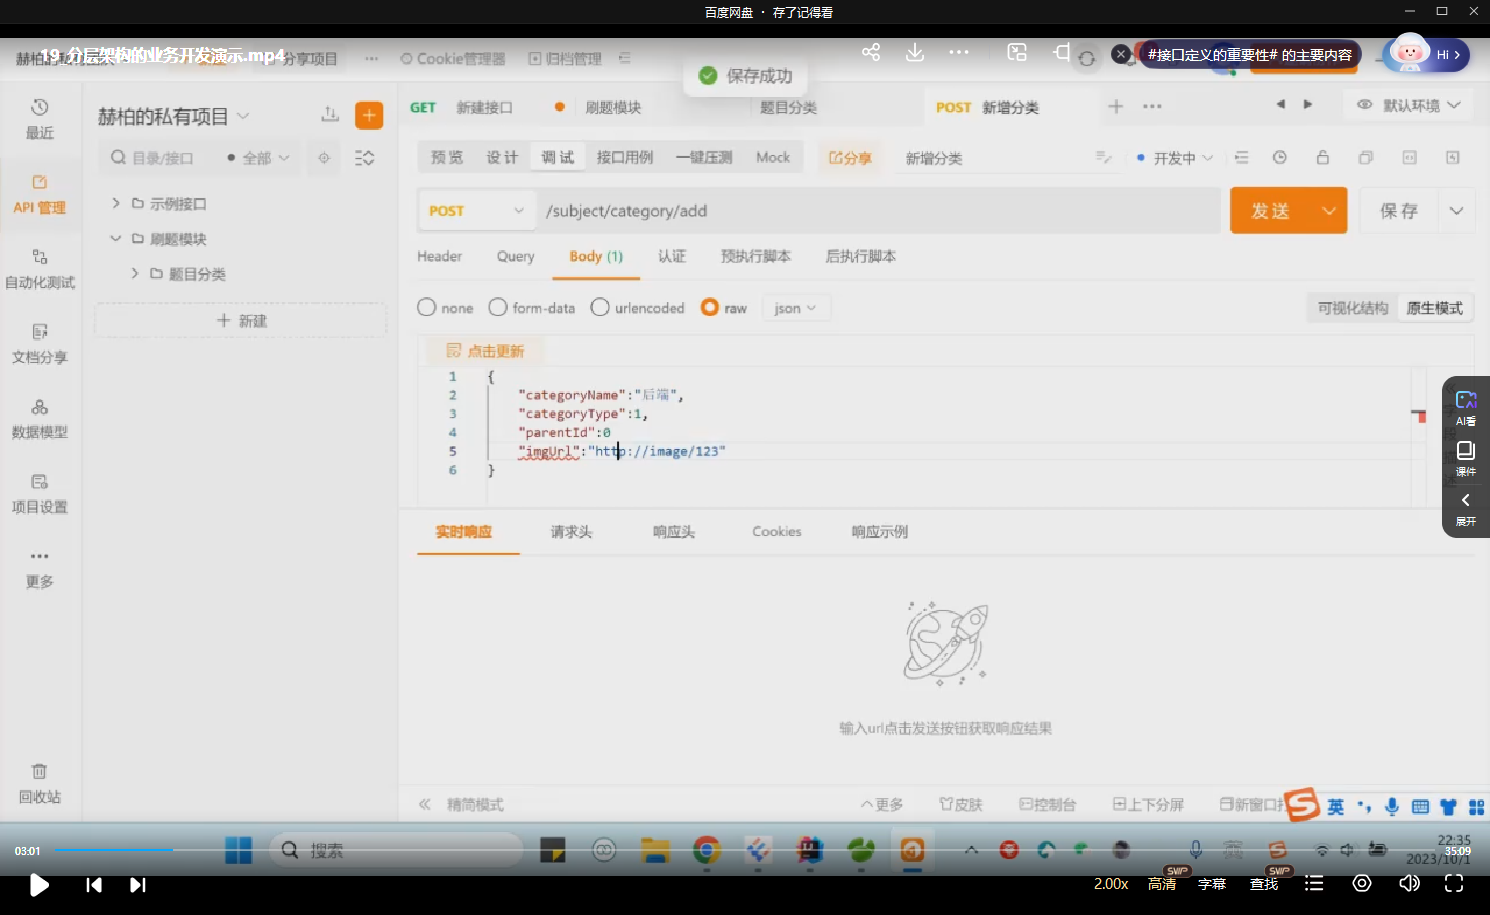 百度网盘 · 存了记得看
19_分层架构的业务开发演示.mp4
分享项目
Cookie管理器
归档管理
保存成功
#接口定义的重要性# 的主要内容
Hi
最近
API 管理
自动化测试
文档分享
数据模型
项目设置
更多
回收站
赫柏的私有项目
目录/接口
全部
示例接口
刷题模块
题目分类
新建
GET 新建接口
刷题模块
题目分类
POST 新增分类
默认环境
预览
设计
调试
接口用例
一键压测
Mock
分享
新增分类
开发中
POST
/subject/category/add
发送
保存
Header
Query
Body (1)
认证
预执行脚本
后执行脚本
none
form-data
urlencoded
raw
json
可视化结构
原生模式
点击更新
1 {
2 "categoryName":"后端",
3 "categoryType":1,
4 "parentId":0
5 "imgUrl":"http://image/123"
6 }
AI看
课件
展开
实时响应
请求头
响应头
Cookies
响应示例
输入url点击发送按钮获取响应结果
精简模式
更多
皮肤
控制台
上下分屏
新窗口打
英
搜索
22:35
2023/10/1
03:01
35:09
2.00x
高清
SVIP
字幕
查找
SVIP